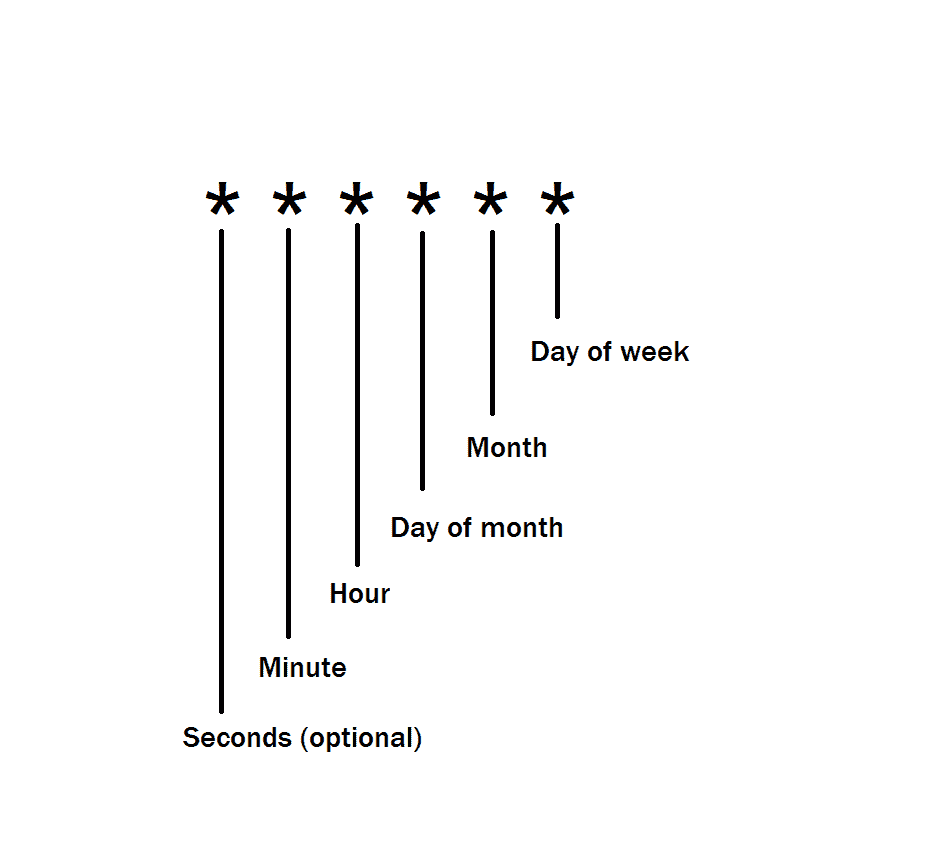 * * * * * *
Day of week
Month
Day of month
Hour
Minute
Seconds (optional)